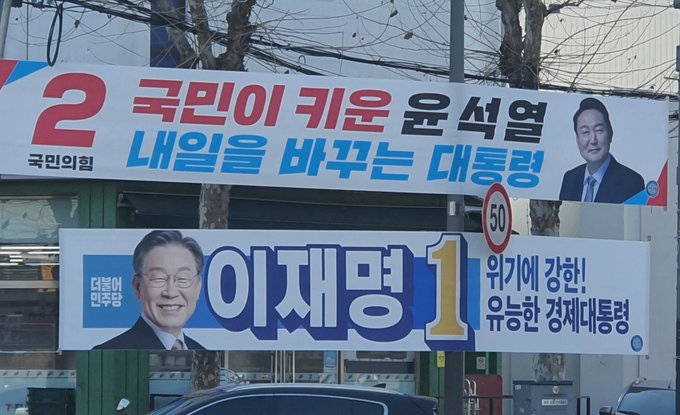 2
국민의힘
국민이 키운 윤석열
내일을 바꾸는 대통령
50
더불어
민주당
이재명
1
위기에 강한!
유능한 경제대통령